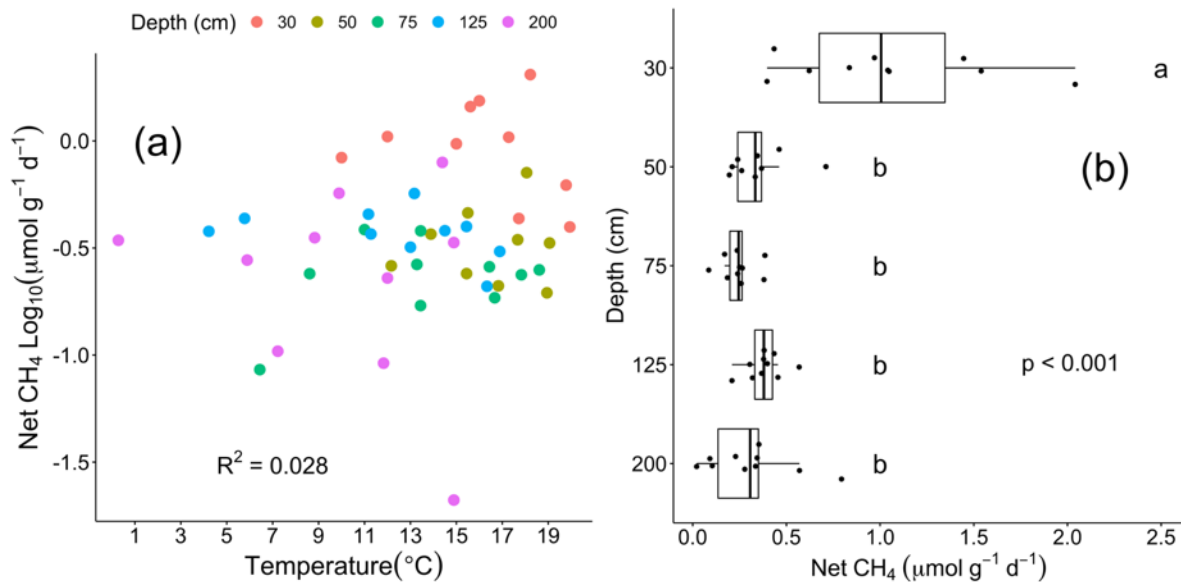 Depth (cm) 30 50 75 125 200
(a)
0.0
-0.5
-1.0
-1.5
Net CH₄ Log₁₀(μmol g⁻¹ d⁻¹)
R² = 0.028
1 3 5 7 9 11 13 15 17 19
Temperature(°C)
(b)
30
50
75
125
200
Depth (cm)
a
b
b
b
b
p < 0.001
0.0 0.5 1.0 1.5 2.0 2.5
Net CH₄ (μmol g⁻¹ d⁻¹)